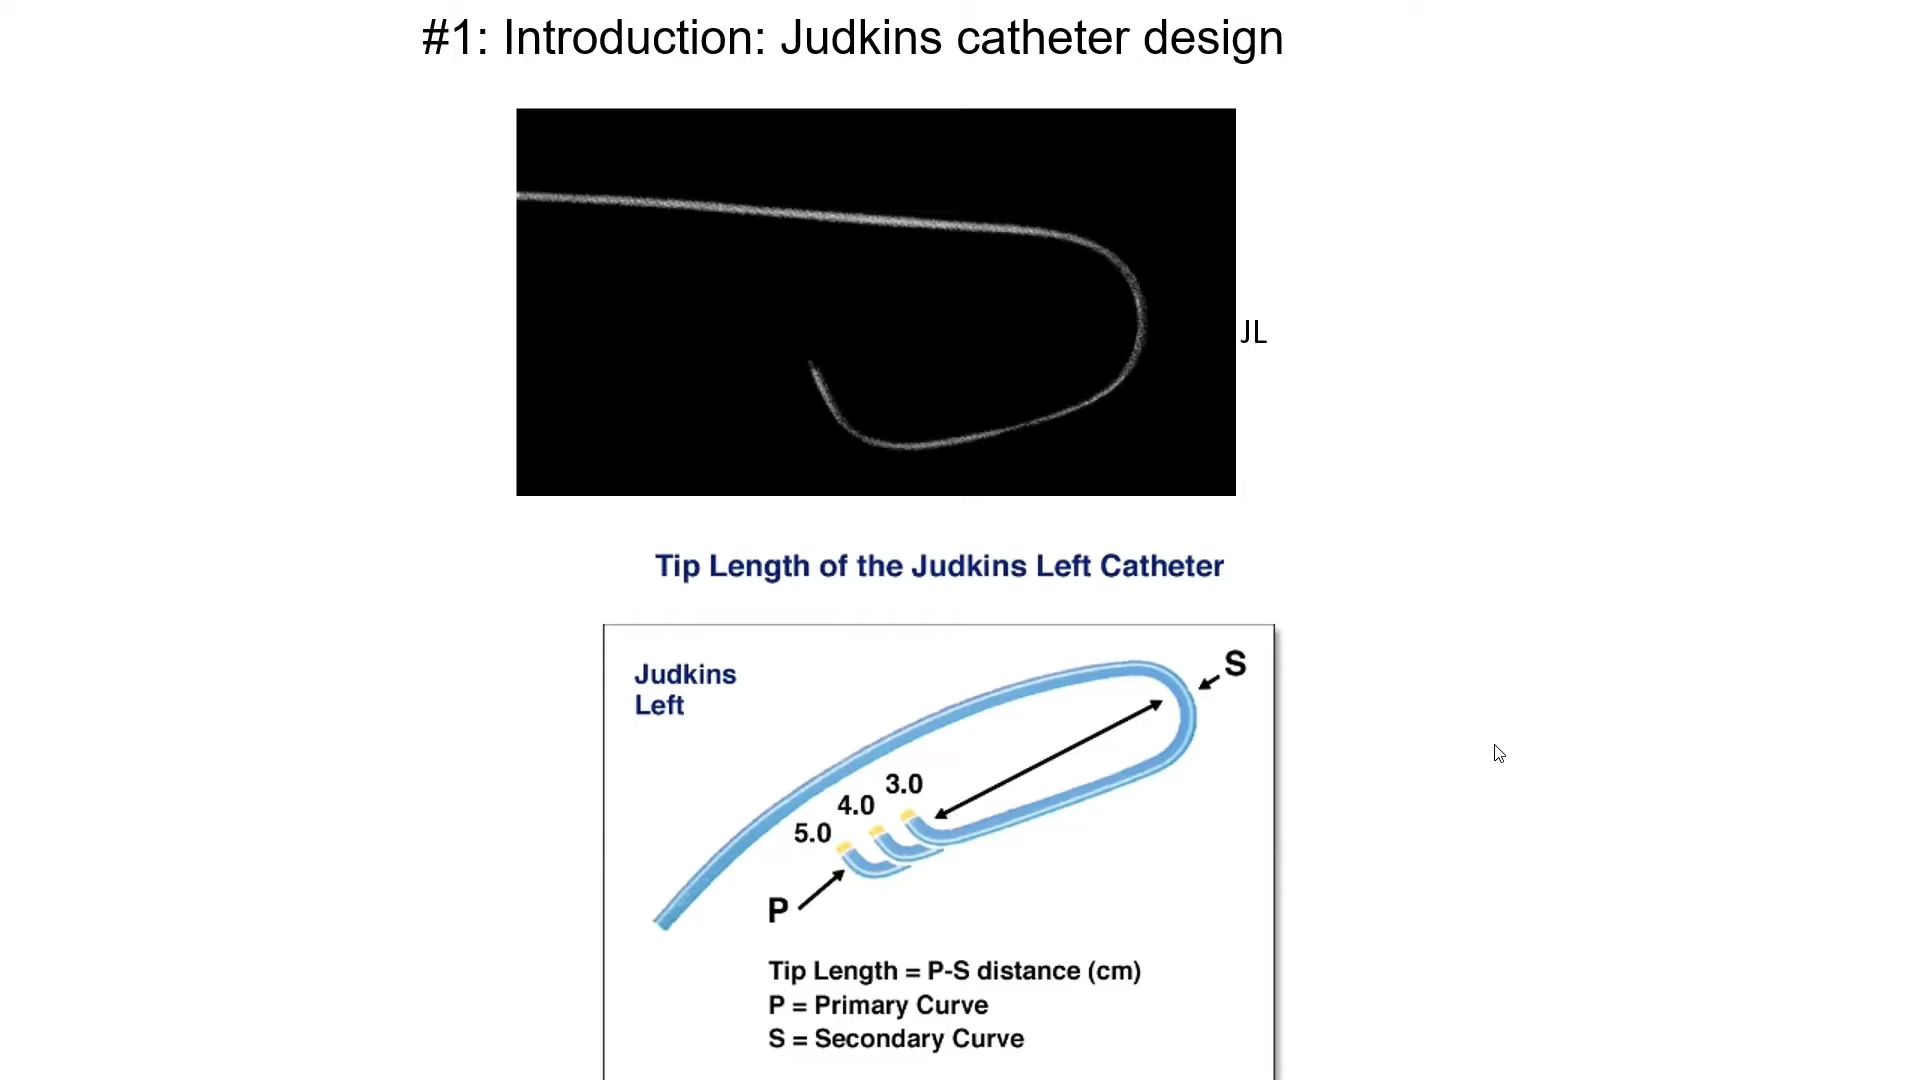 #1: Introduction: Judkins catheter design
JL
Tip Length of the Judkins Left Catheter
Judkins
Left
S
3.0
4.0
5.0
P
Tip Length = P-S distance (cm)
P = Primary Curve
S = Secondary Curve